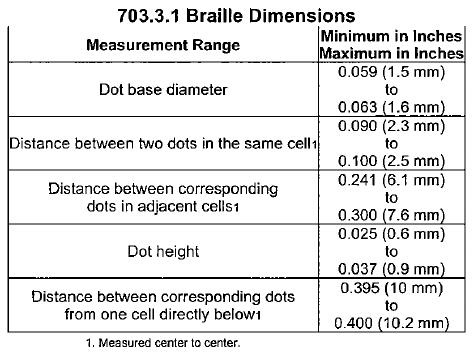 703.3.1 Braille Dimensions
Measurement Range
Minimum in Inches
Maximum in Inches
Dot base diameter
0.059 (1.5 mm)
to
0.063 (1.6 mm)
Distance between two dots in the same cell1
0.090 (2.3 mm)
to
0.100 (2.5 mm)
Distance between corresponding
dots in adjacent cells1
0.241 (6.1 mm)
to
0.300 (7.6 mm)
Dot height
0.025 (0.6 mm)
to
0.037 (0.9 mm)
Distance between corresponding dots
from one cell directly below1
0.395 (10 mm)
to
0.400 (10.2 mm)
1. Measured center to center.